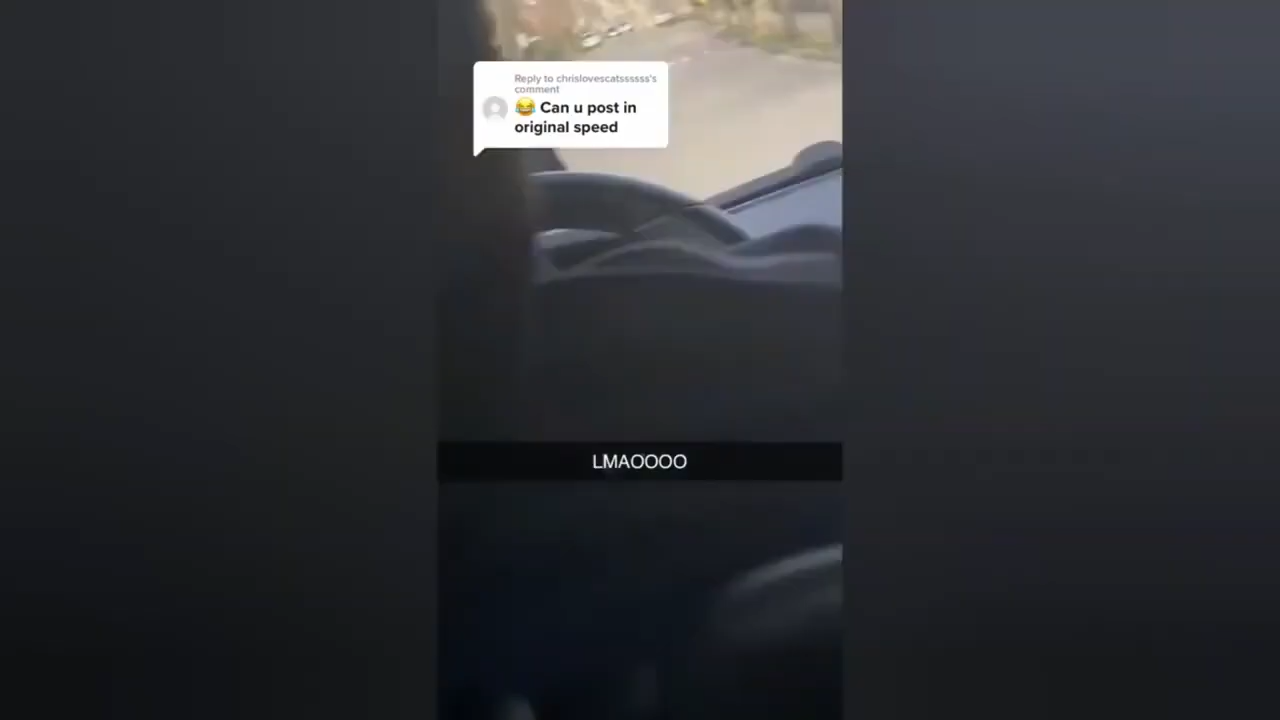 Reply to chrislovescatssssss's
comment
😂 Can u post in
original speed
LMAOOOO